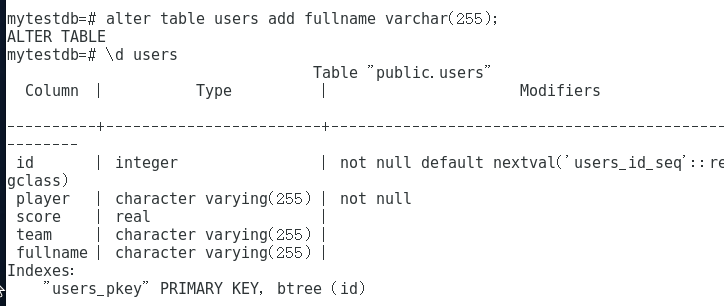 mytestdb=# alter table users add fullname varchar(255);
ALTER TABLE
mytestdb=# \d users
Table "public.users"
Column | Type | Modifiers
----------+------------------------+-------------------------------------------
--------
id | integer | not null default nextval('users_id_seq'::re
gclass)
player | character varying(255) | not null
score | real |
team | character varying(255) |
fullname | character varying(255) |
Indexes:
"users_pkey" PRIMARY KEY, btree (id)